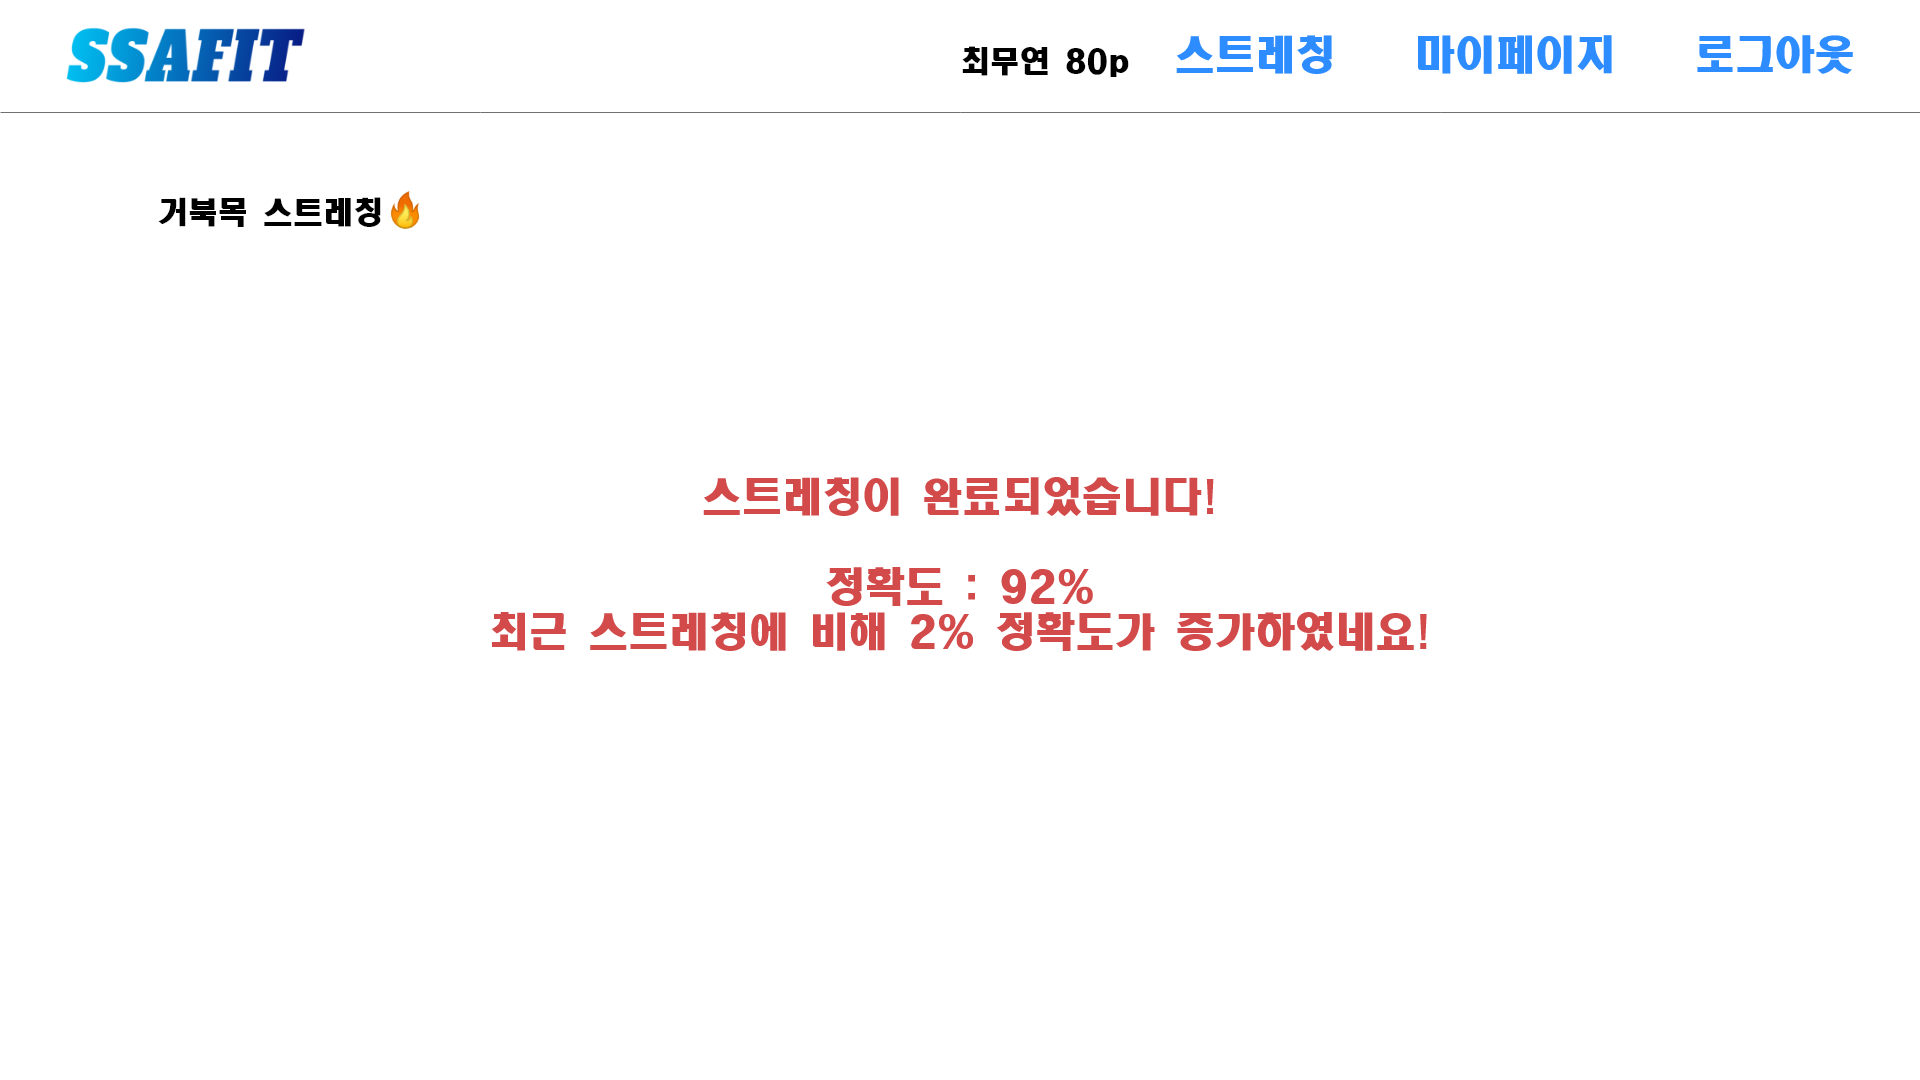 SSAFIT
최무연 80p 스트레칭 마이페이지 로그아웃
거북목 스트레칭🔥
스트레칭이 완료되었습니다!
정확도 : 92%
최근 스트레칭에 비해 2% 정확도가 증가하였네요!